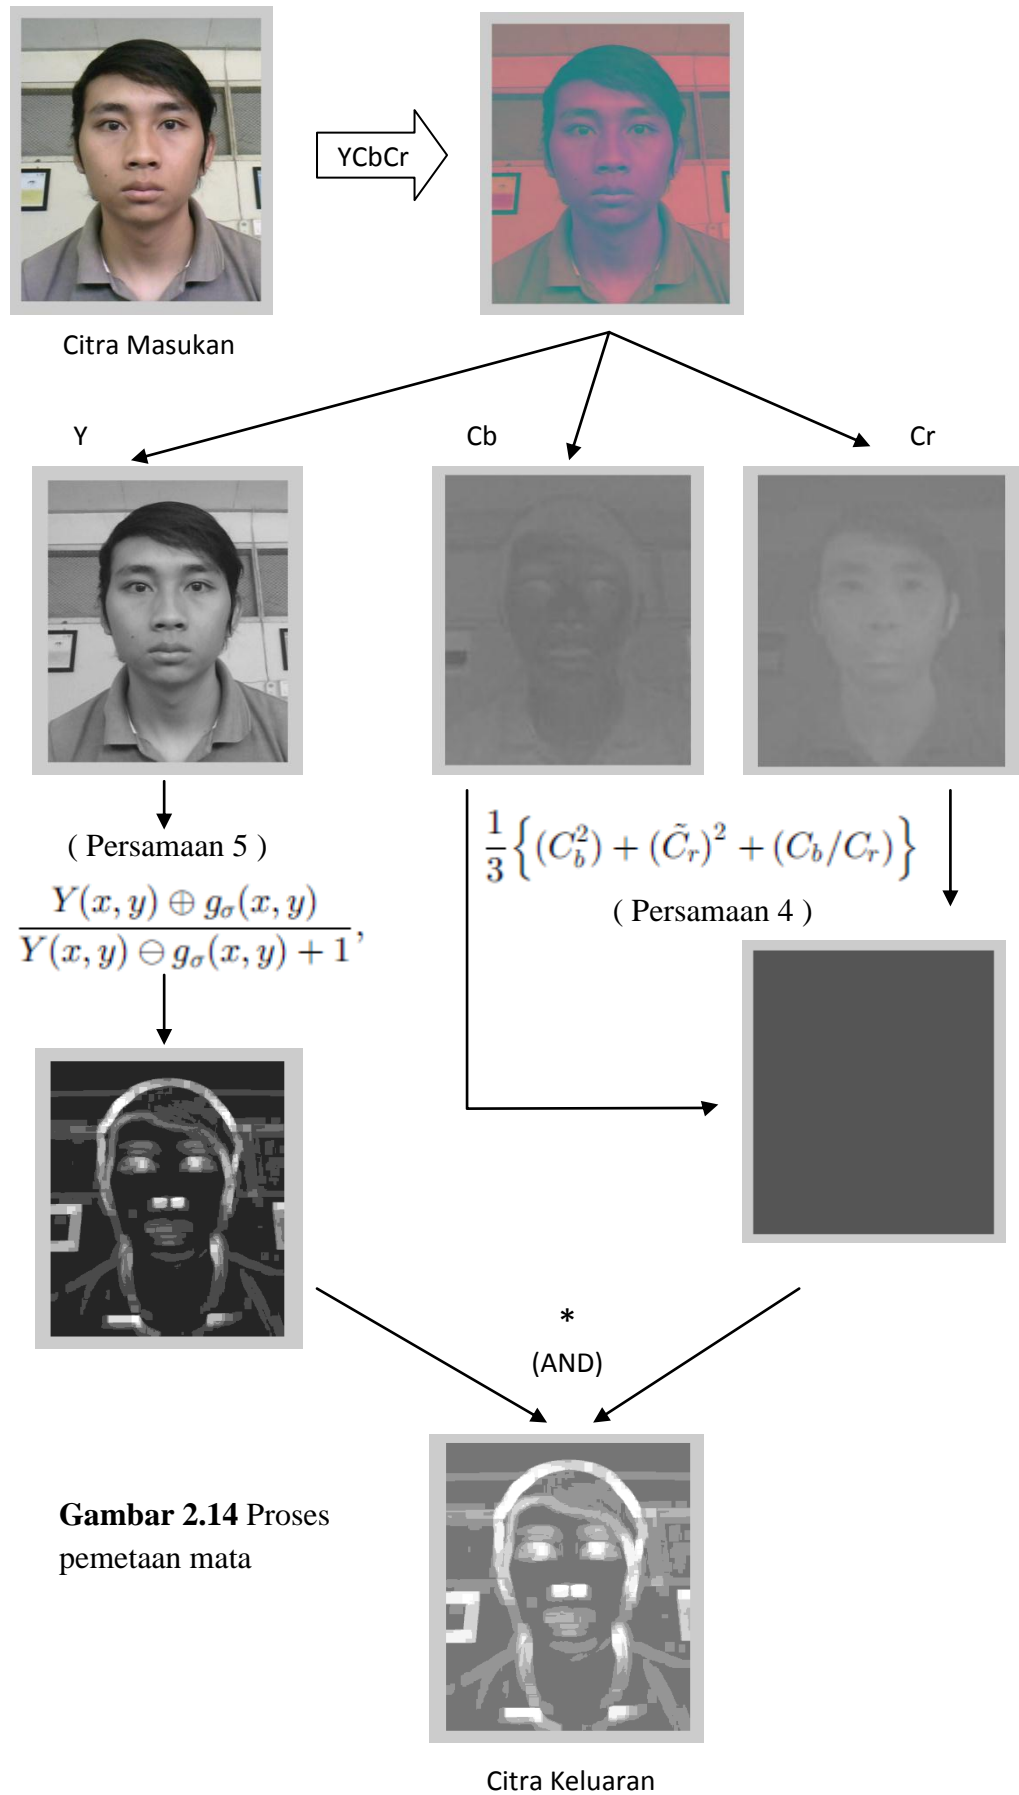 YCbCr
Citra Masukan
Y
Cb
Cr
( Persamaan 5 )
Y(x, y) ⊕ g_σ(x, y)
Y(x, y) ⊖ g_σ(x, y) + 1,
1/3 {(C_b^2) + (C̃_r)^2 + (C_b/C_r)}
( Persamaan 4 )
*
(AND)
Gambar 2.14 Proses
pemetaan mata
Citra Keluaran